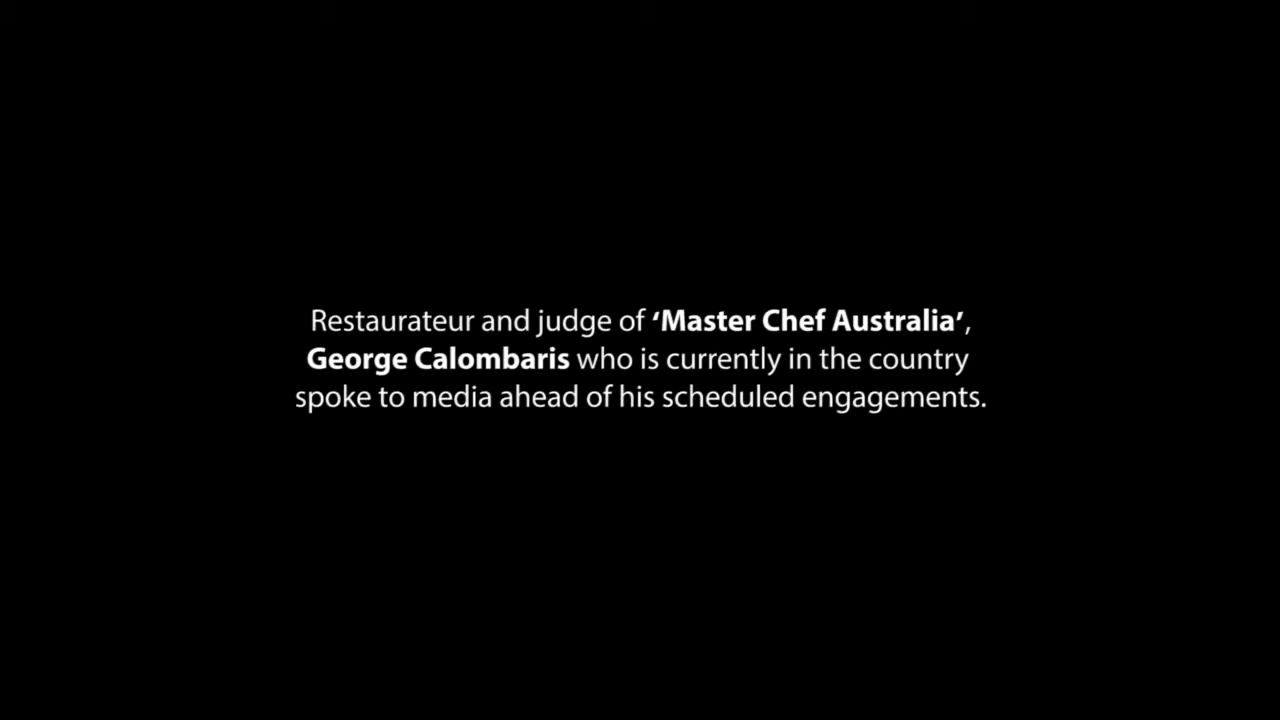 Restaurateur and judge of ‘Master Chef Australia’,
George Calombaris who is currently in the country
spoke to media ahead of his scheduled engagements.